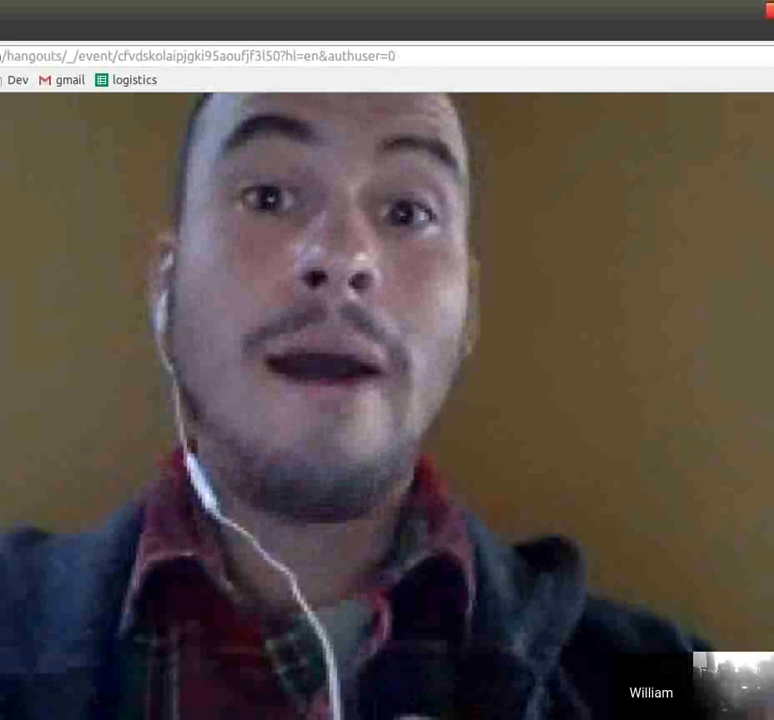 /hangouts/_/event/cfvdskolaipjgki95aoufjf3l50?hl=en&authuser=0
Dev gmail logistics
William